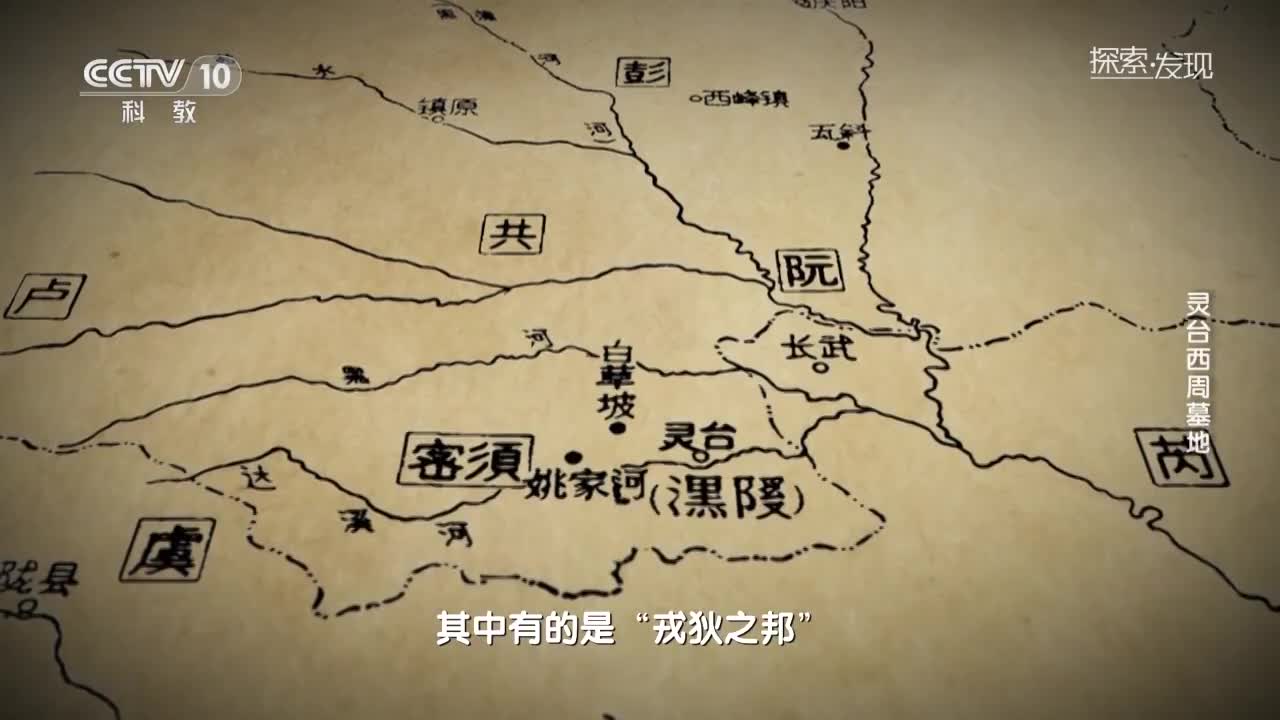 CCTV 10
科教
探索·发现
灵台西周墓地
彭
西峰镇
镇原
水
河
河
瓦斜
共
阮
卢
长武
河
黑
白草坡
灵台
密須
姚家河
(潶㚆)
达
溪
河
芮
虞
陇县
其中有的是“戎狄之邦”